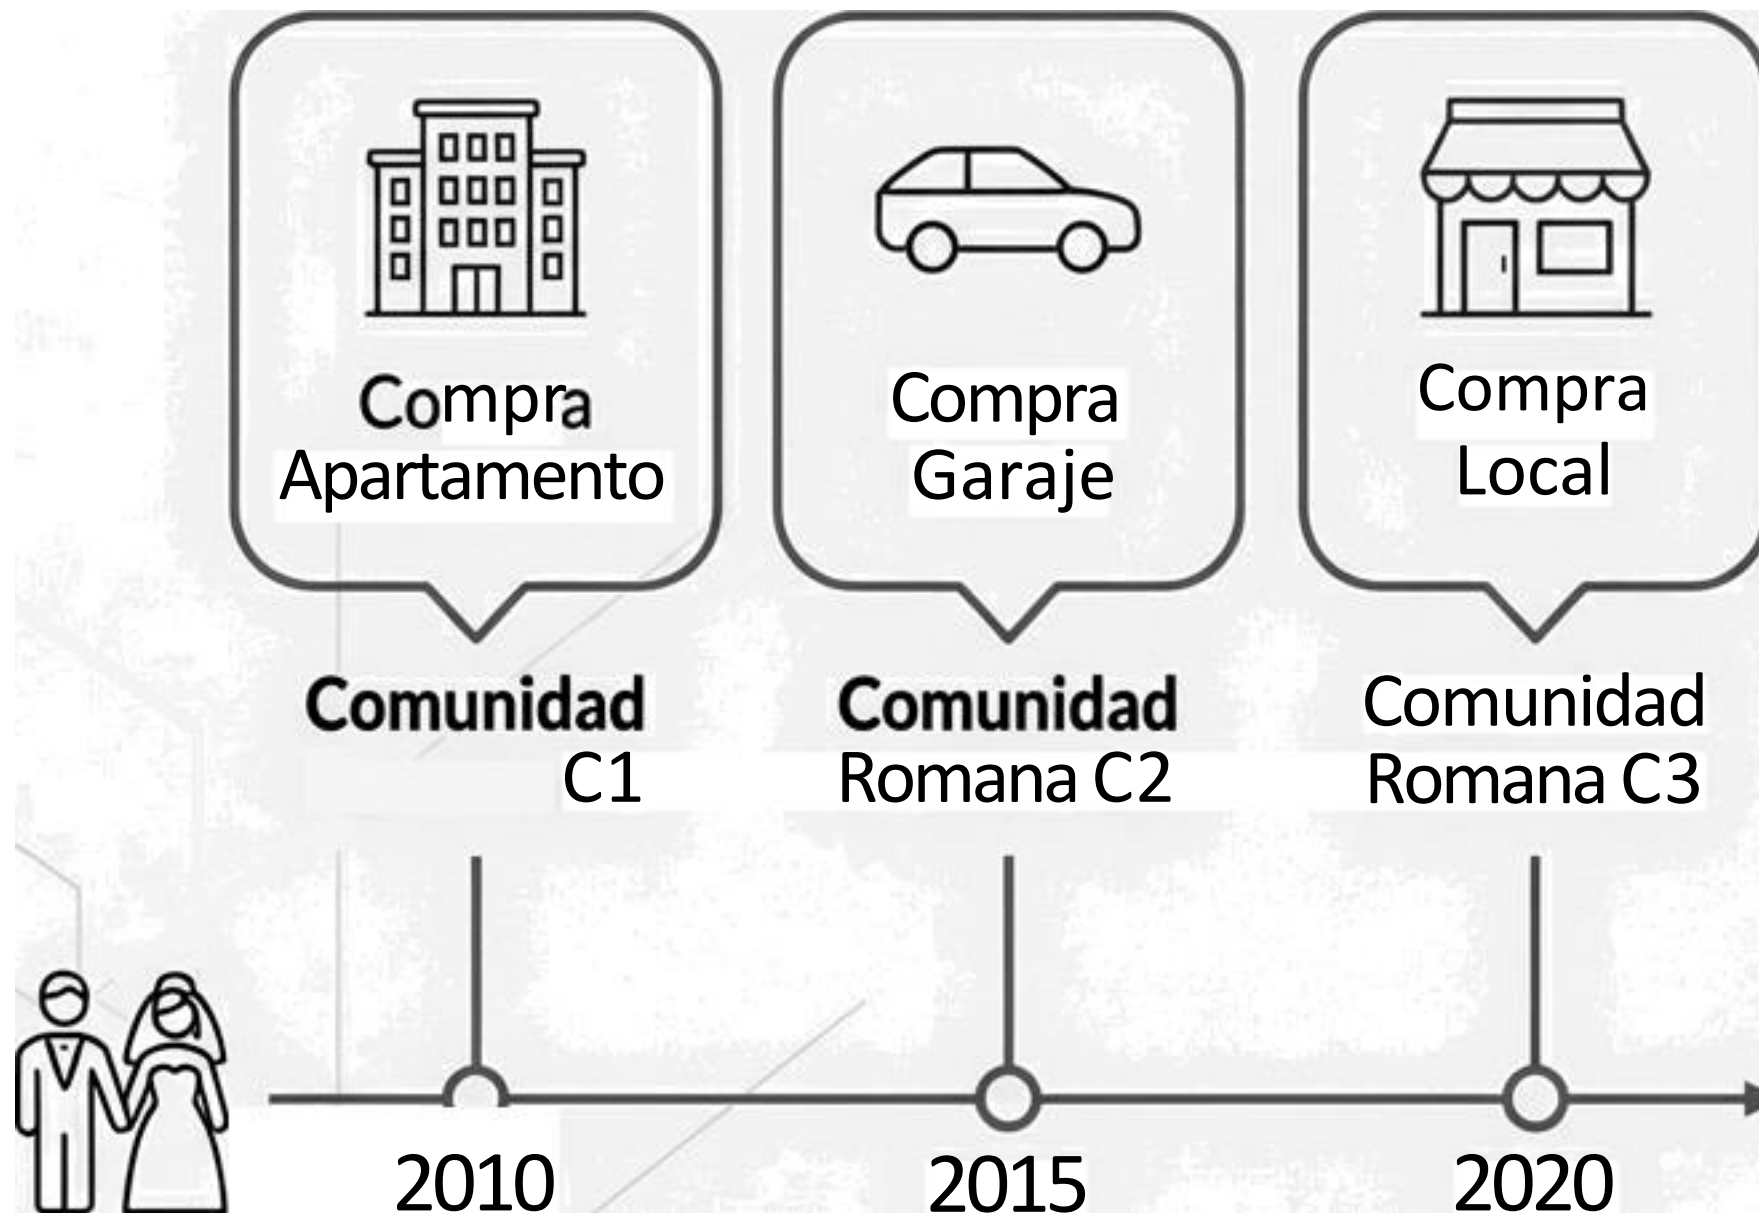 Compra
Apartamento
Compra
Garaje
Compra
Local
Comunidad
C1
Comunidad
Romana C2
Comunidad
Romana C3
2010
2015
2020